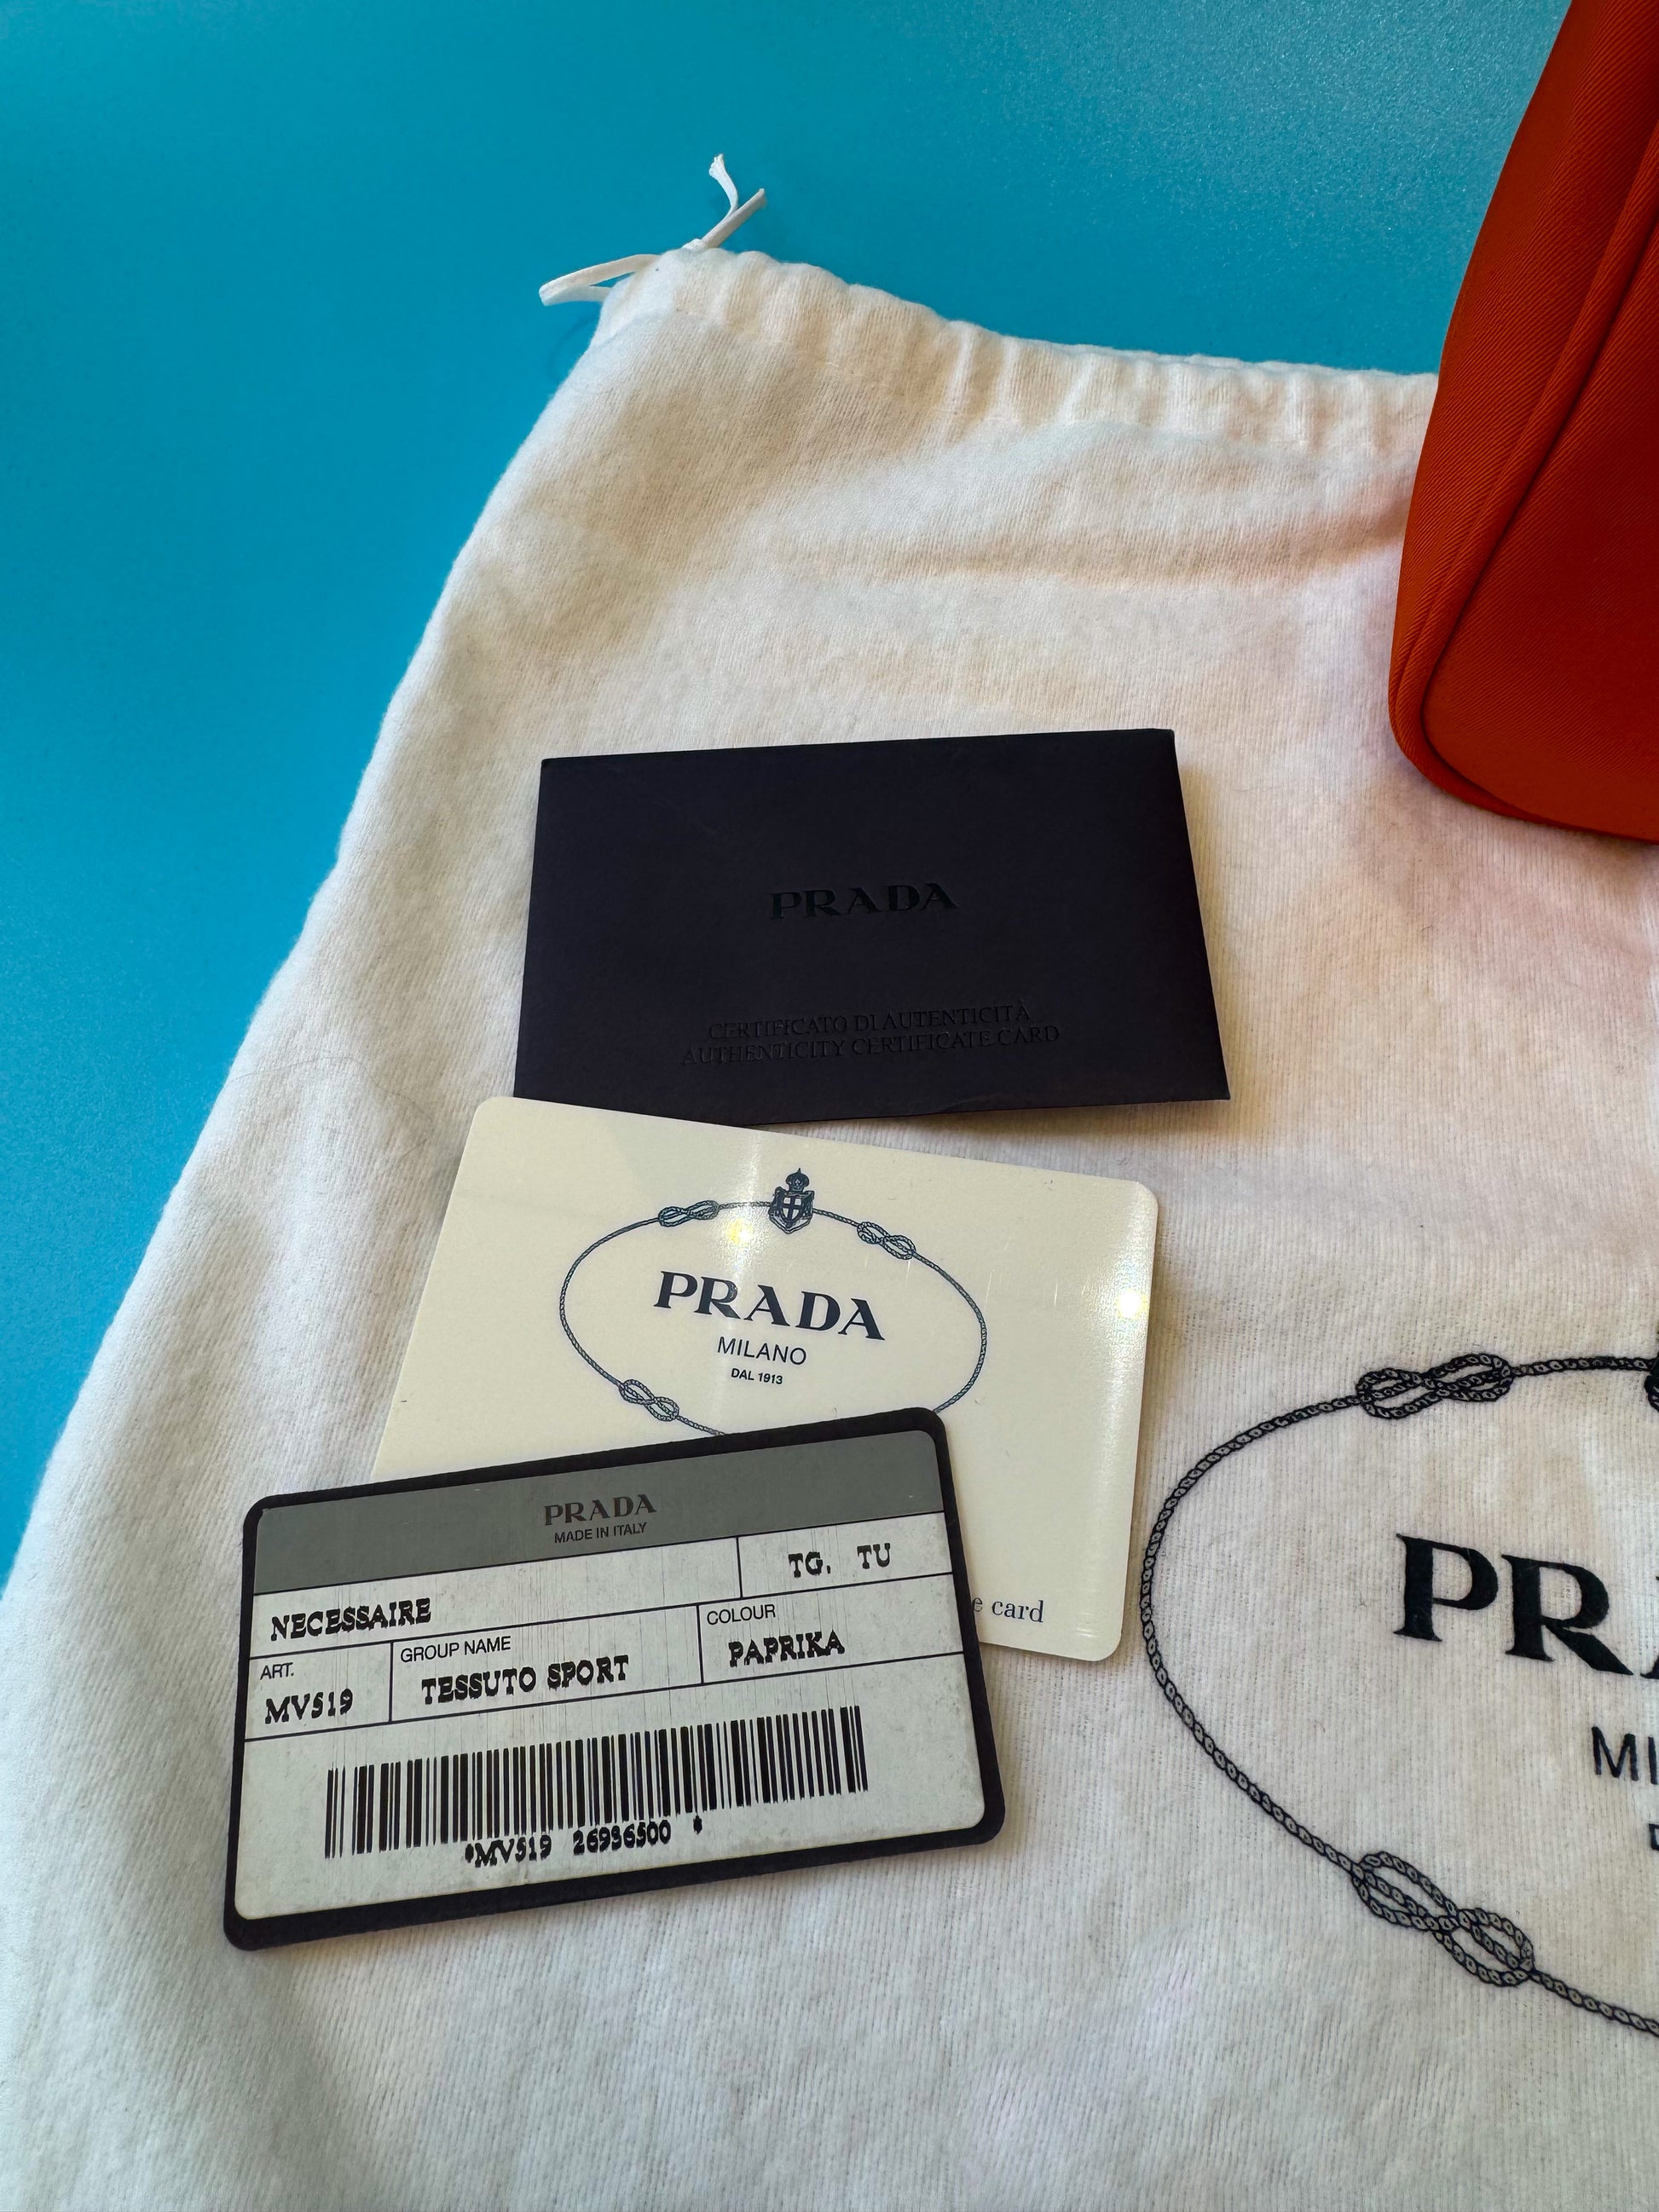 PRADA
CERTIFICATO DI AUTENTICITÀ
AUTHENTICITY CERTIFICATE CARD
PRADA
MILANO
DAL 1913
card
PRADA
MADE IN ITALY
NECESSAIRE
TG. TU
ART.
MV519
GROUP NAME
TESSUTO SPORT
COLOUR
PAPRIKA
*MV519 26936500 *
PR
MI